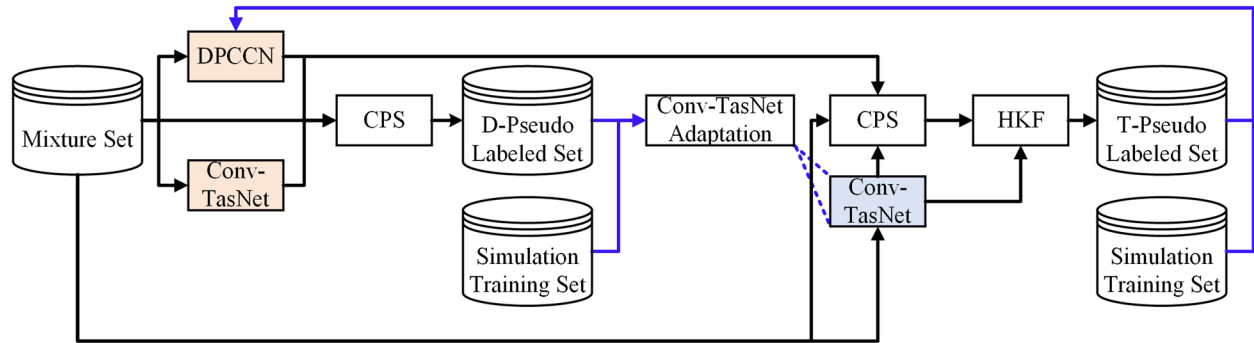 DPCCN
Mixture Set
Conv-
TasNet
CPS
D-Pseudo
Labeled Set
Simulation
Training Set
Conv-TasNet
Adaptation
CPS
Conv-
TasNet
HKF
T-Pseudo
Labeled Set
Simulation
Training Set